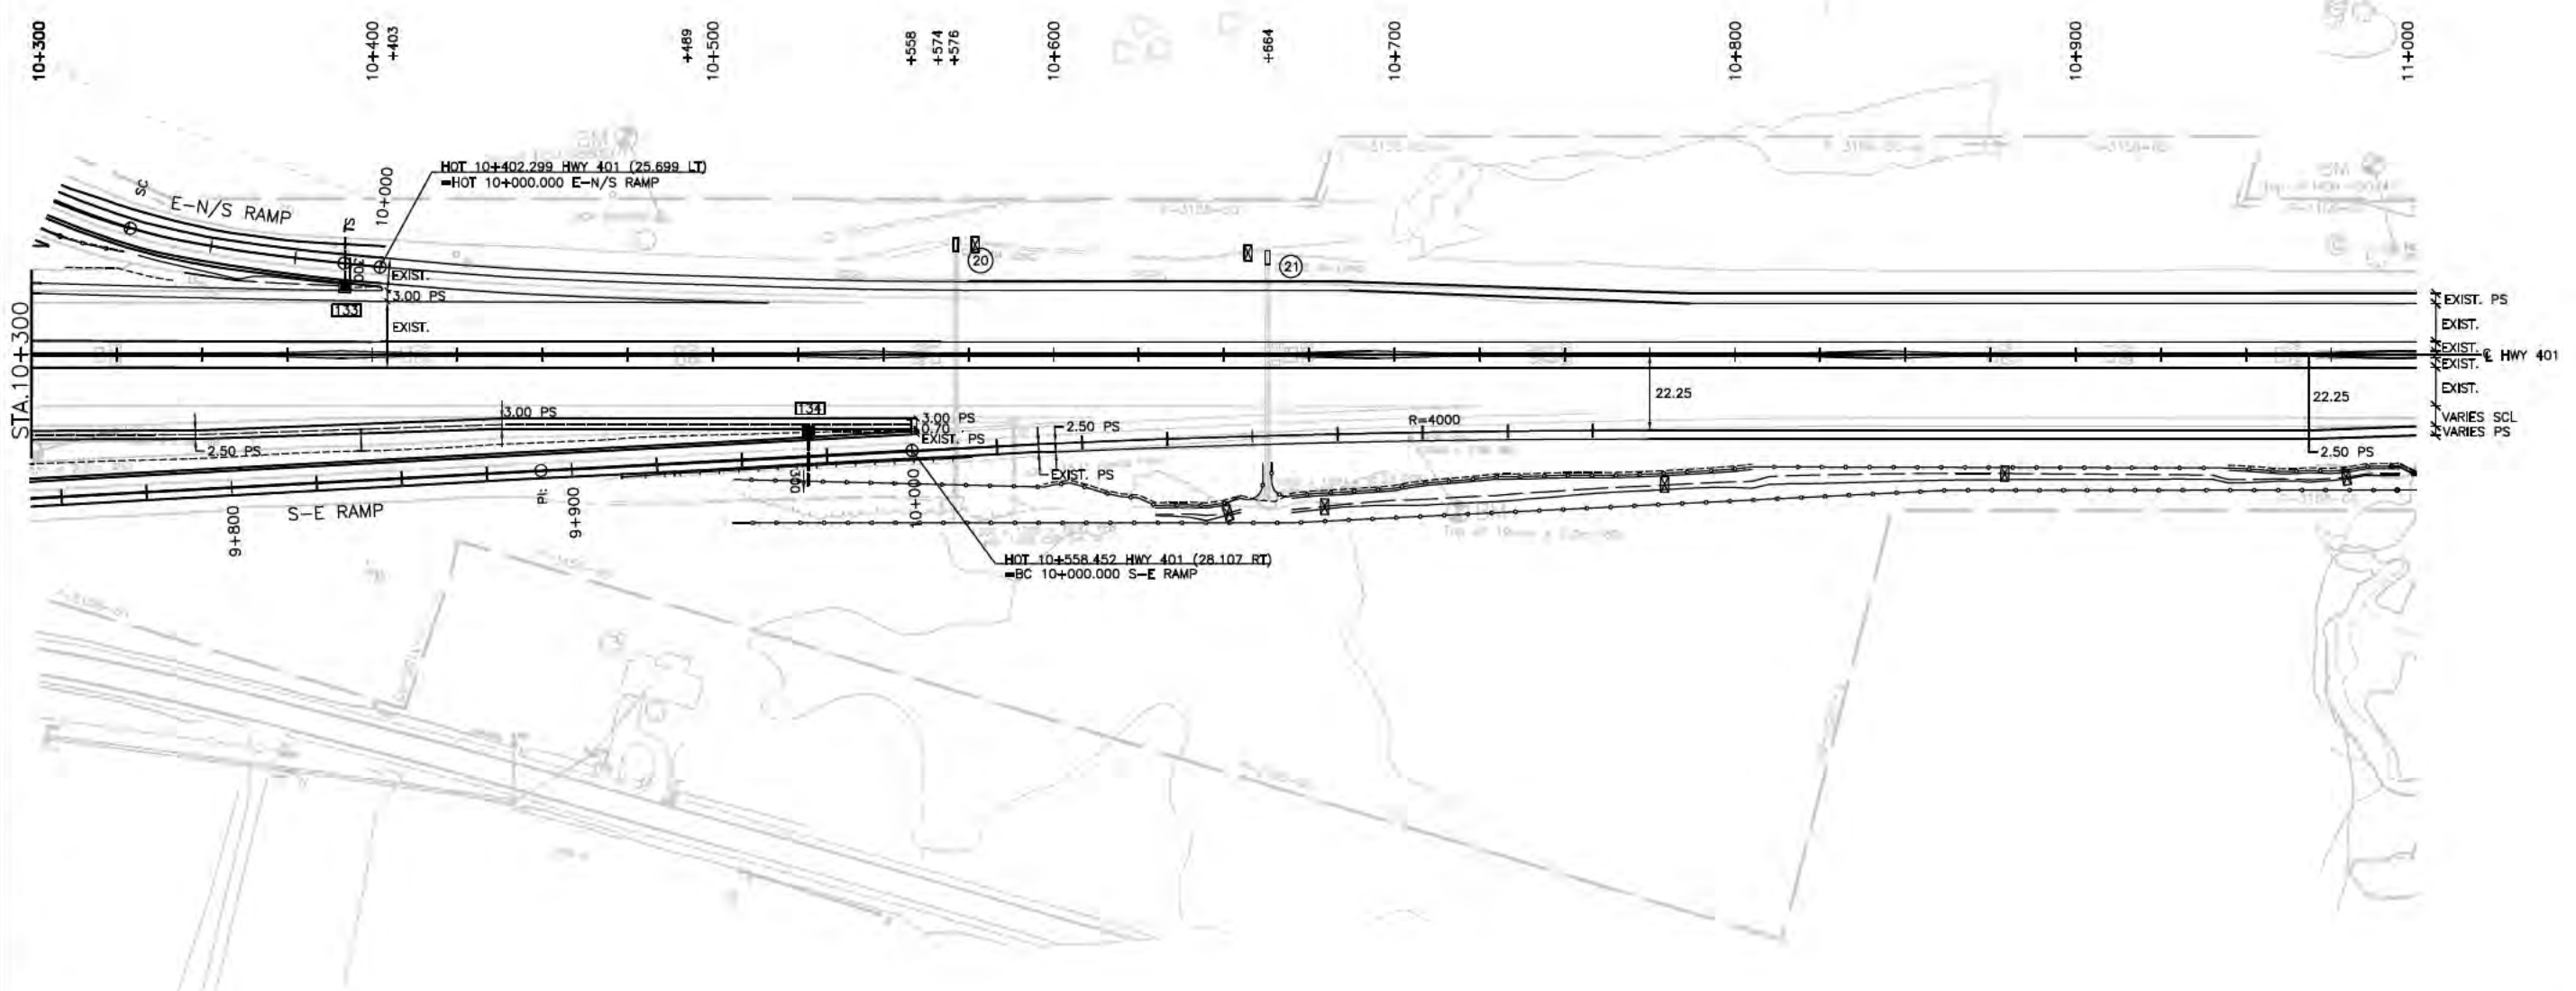 10+300
10+400
+403
+489
10+500
+558
+574
+576
10+600
+664
10+700
10+800
10+900
11+000
BM
HOT 10+402.299 HWY 401 (25.699 LT)
=HOT 10+000.000 E-N/S RAMP
SC
E-N/S RAMP
TS
10+000
300
EXIST.
3.00 PS
133
EXIST.
20
21
STA. 10+300
EXIST. PS
EXIST.
EXIST.
℄ HWY 401
EXIST.
EXIST.
VARIES SCL
VARIES PS
22.25
22.25
2.50 PS
3.00 PS
2.50 PS
134
3.00 PS
0.70
EXIST. PS
2.50 PS
EXIST. PS
R=4000
300
PI:
S-E RAMP
9+800
9+900
10+000
HOT 10+558.452 HWY 401 (28.107 RT)
=BC 10+000.000 S-E RAMP
BM